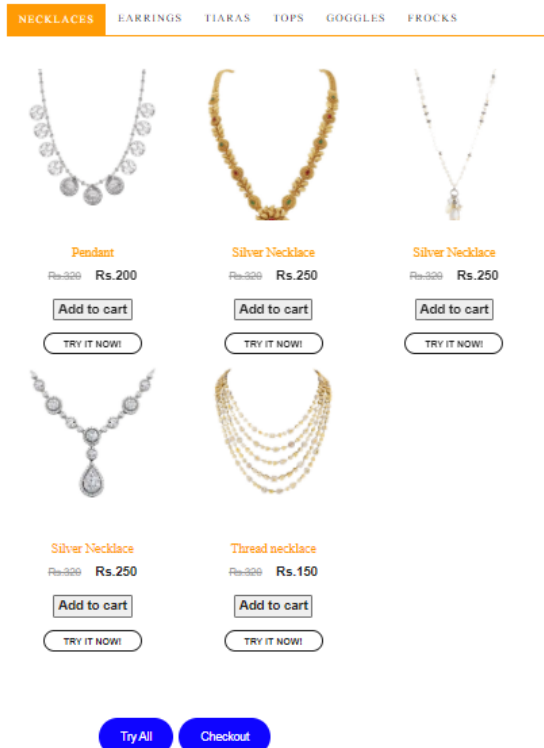 NECKLACES EARRINGS TIARAS TOPS GOGGLES FROCKS
Pendant Silver Necklace Silver Necklace
Rs.320 Rs.200 Rs.320 Rs.250 Rs.320 Rs.250
Add to cart Add to cart Add to cart
TRY IT NOW! TRY IT NOW! TRY IT NOW!
Silver Necklace Thread necklace
Rs.320 Rs.250 Rs.320 Rs.150
Add to cart Add to cart
TRY IT NOW! TRY IT NOW!
Try All Checkout